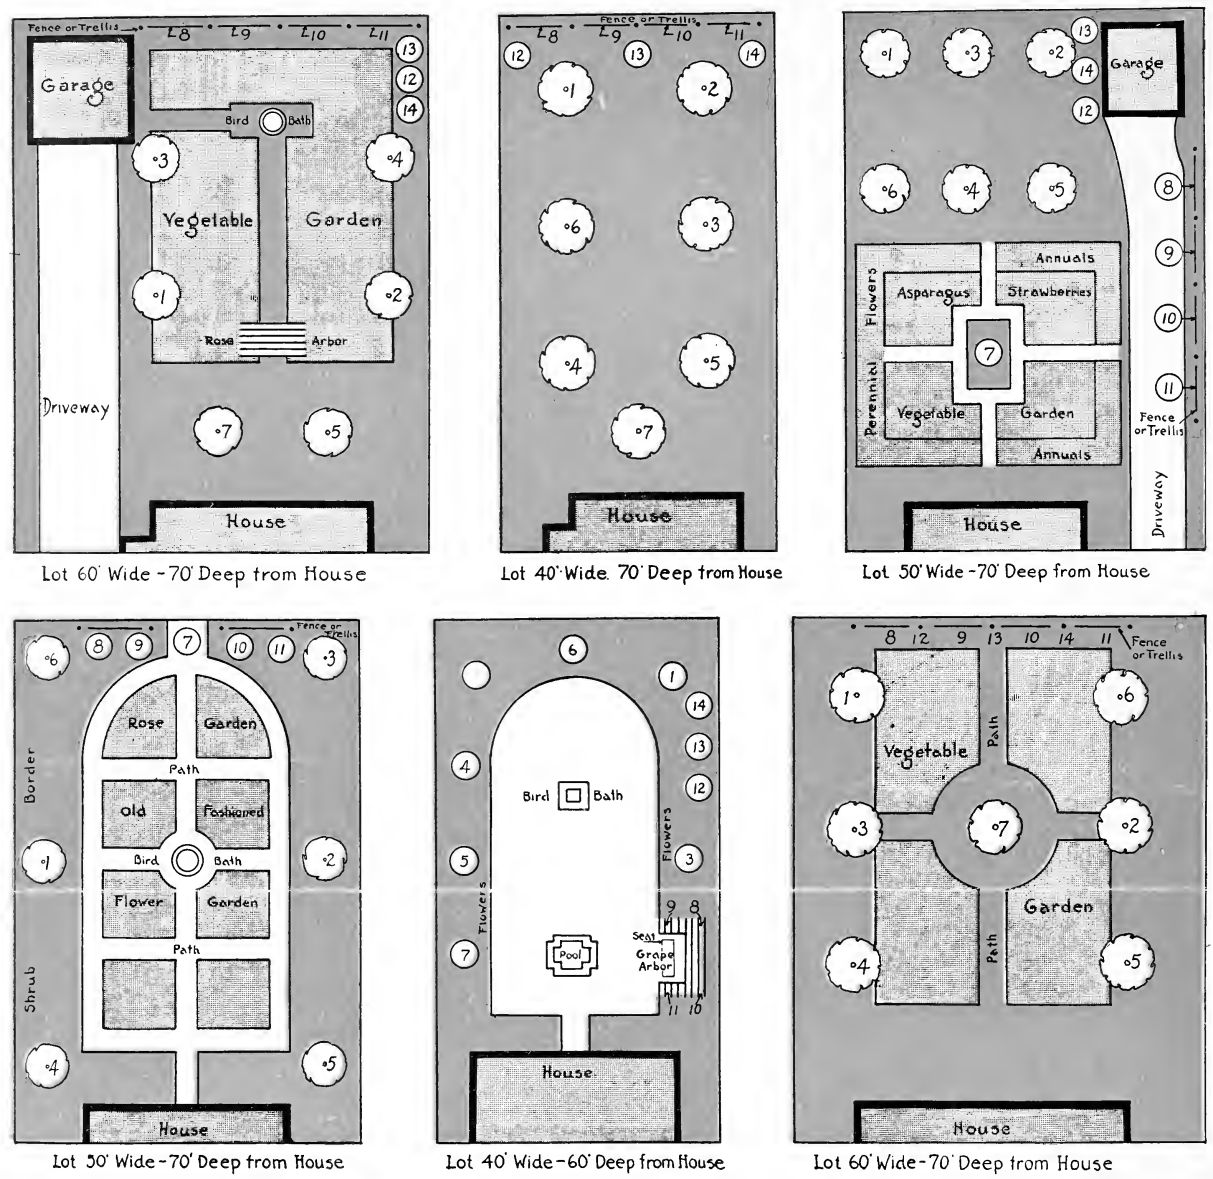 Fence or Trellis
L8 L9 L10 L11
13
12
14
Garage
Bird Bath
3
4
Vegetable Garden
1
2
Rose Arbor
Driveway
7
5
House
Lot 60' Wide - 70' Deep from House
Fence or Trellis
L8 L9 L10 L11
12
13
14
1
2
6
3
4
5
7
House
Lot 40' Wide. 70' Deep from House
1
3
2
13
14
12
Garage
6
4
5
8
9
10
11
Annuals
Perennial Flowers
Asparagus
Strawberries
7
Vegetable
Garden
Annuals
Fence
or Trellis
Driveway
House
Lot 50' Wide - 70' Deep from House
Fence or
Trellis
6
8
9
7
10
11
3
Rose Garden
Path
Old Fashioned
Shrub Border
1
2
Bird Bath
Flower Garden
Path
4
5
House
Lot 50' Wide - 70' Deep from House
6
1
14
13
12
4
Bird Bath
5
3
Flowers
Flowers
7
9 8
Seat
Pool
Grape
Arbor
11 10
House
Lot 40' Wide - 60' Deep from House
8 12 9 13 10 14 11
Fence
or Trellis
1
6
Path
Vegetable
3
7
2
Garden
Path
4
5
House
Lot 60' Wide - 70' Deep from House